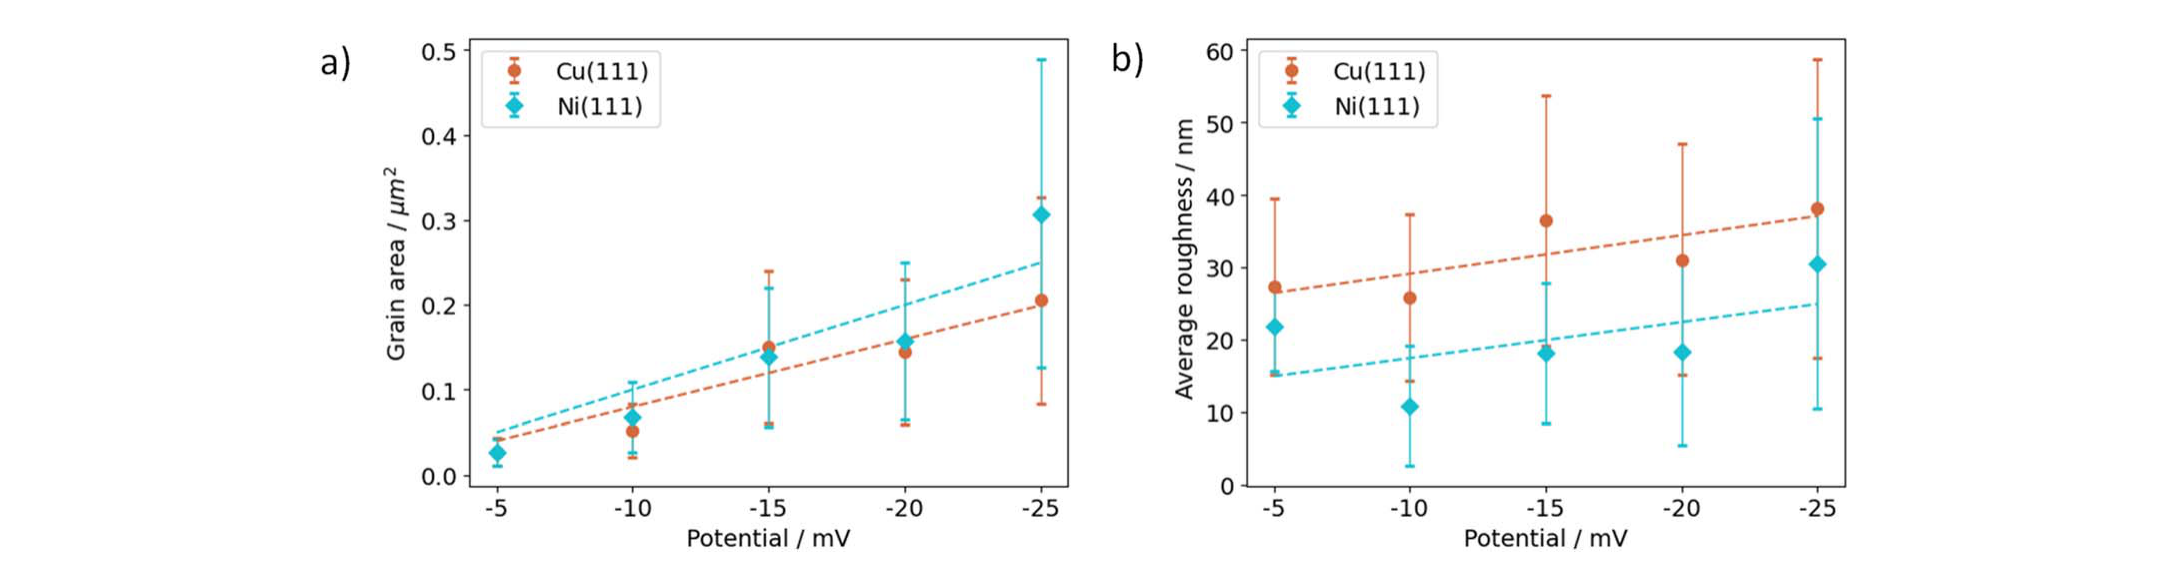 a)
Grain area / μm²
0.5
0.4
0.3
0.2
0.1
0.0
Cu(111)
Ni(111)
-5 -10 -15 -20 -25
Potential / mV
b)
Average roughness / nm
60
50
40
30
20
10
0
Cu(111)
Ni(111)
-5 -10 -15 -20 -25
Potential / mV